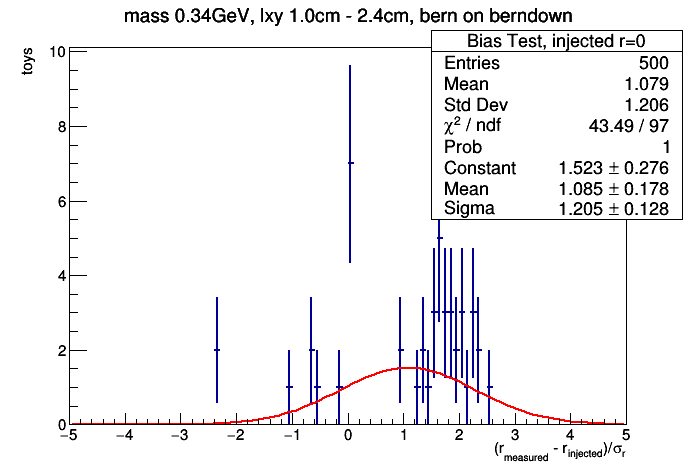 mass 0.34GeV, lxy 1.0cm - 2.4cm, bern on berndown
Bias Test, injected r=0
Entries 500
Mean 1.079
Std Dev 1.206
χ² / ndf 43.49 / 97
Prob 1
Constant 1.523 ± 0.276
Mean 1.085 ± 0.178
Sigma 1.205 ± 0.128
toys
10
8
6
4
2
0
−5 −4 −3 −2 −1 0 1 2 3 4 5
(r_measured - r_injected)/σ_r